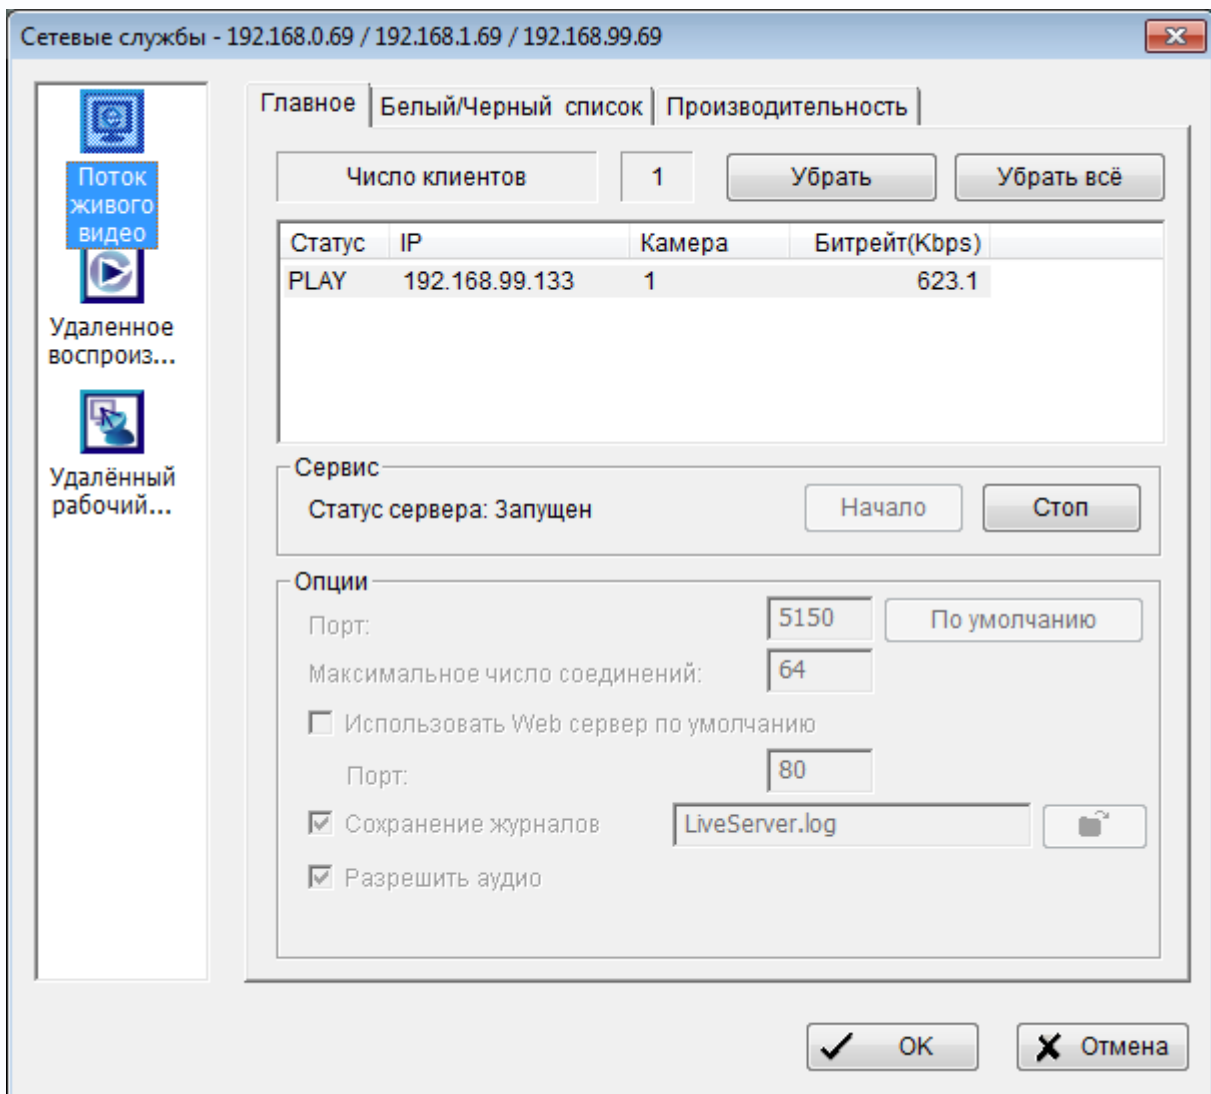 Сетевые службы - 192.168.0.69 / 192.168.1.69 / 192.168.99.69
Поток
живого
видео
Удаленное
воспроиз...
Удалённый
рабочий...
Главное Белый/Черный список Производительность
Число клиентов 1 Убрать Убрать всё
Статус IP Камера Битрейт(Kbps)
PLAY 192.168.99.133 1 623.1
Сервис
Статус сервера: Запущен Начало Стоп
Опции
Порт: 5150 По умолчанию
Максимальное число соединений: 64
Использовать Web сервер по умолчанию
Порт: 80
Сохранение журналов LiveServer.log
Разрешить аудио
OK Отмена